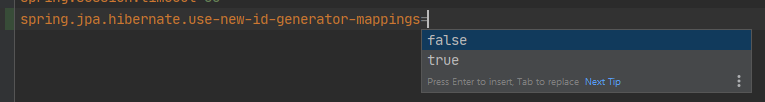 spring.jpa.hibernate.use-new-id-generator-mappings=
false
true
Press Enter to insert, Tab to replace Next Tip